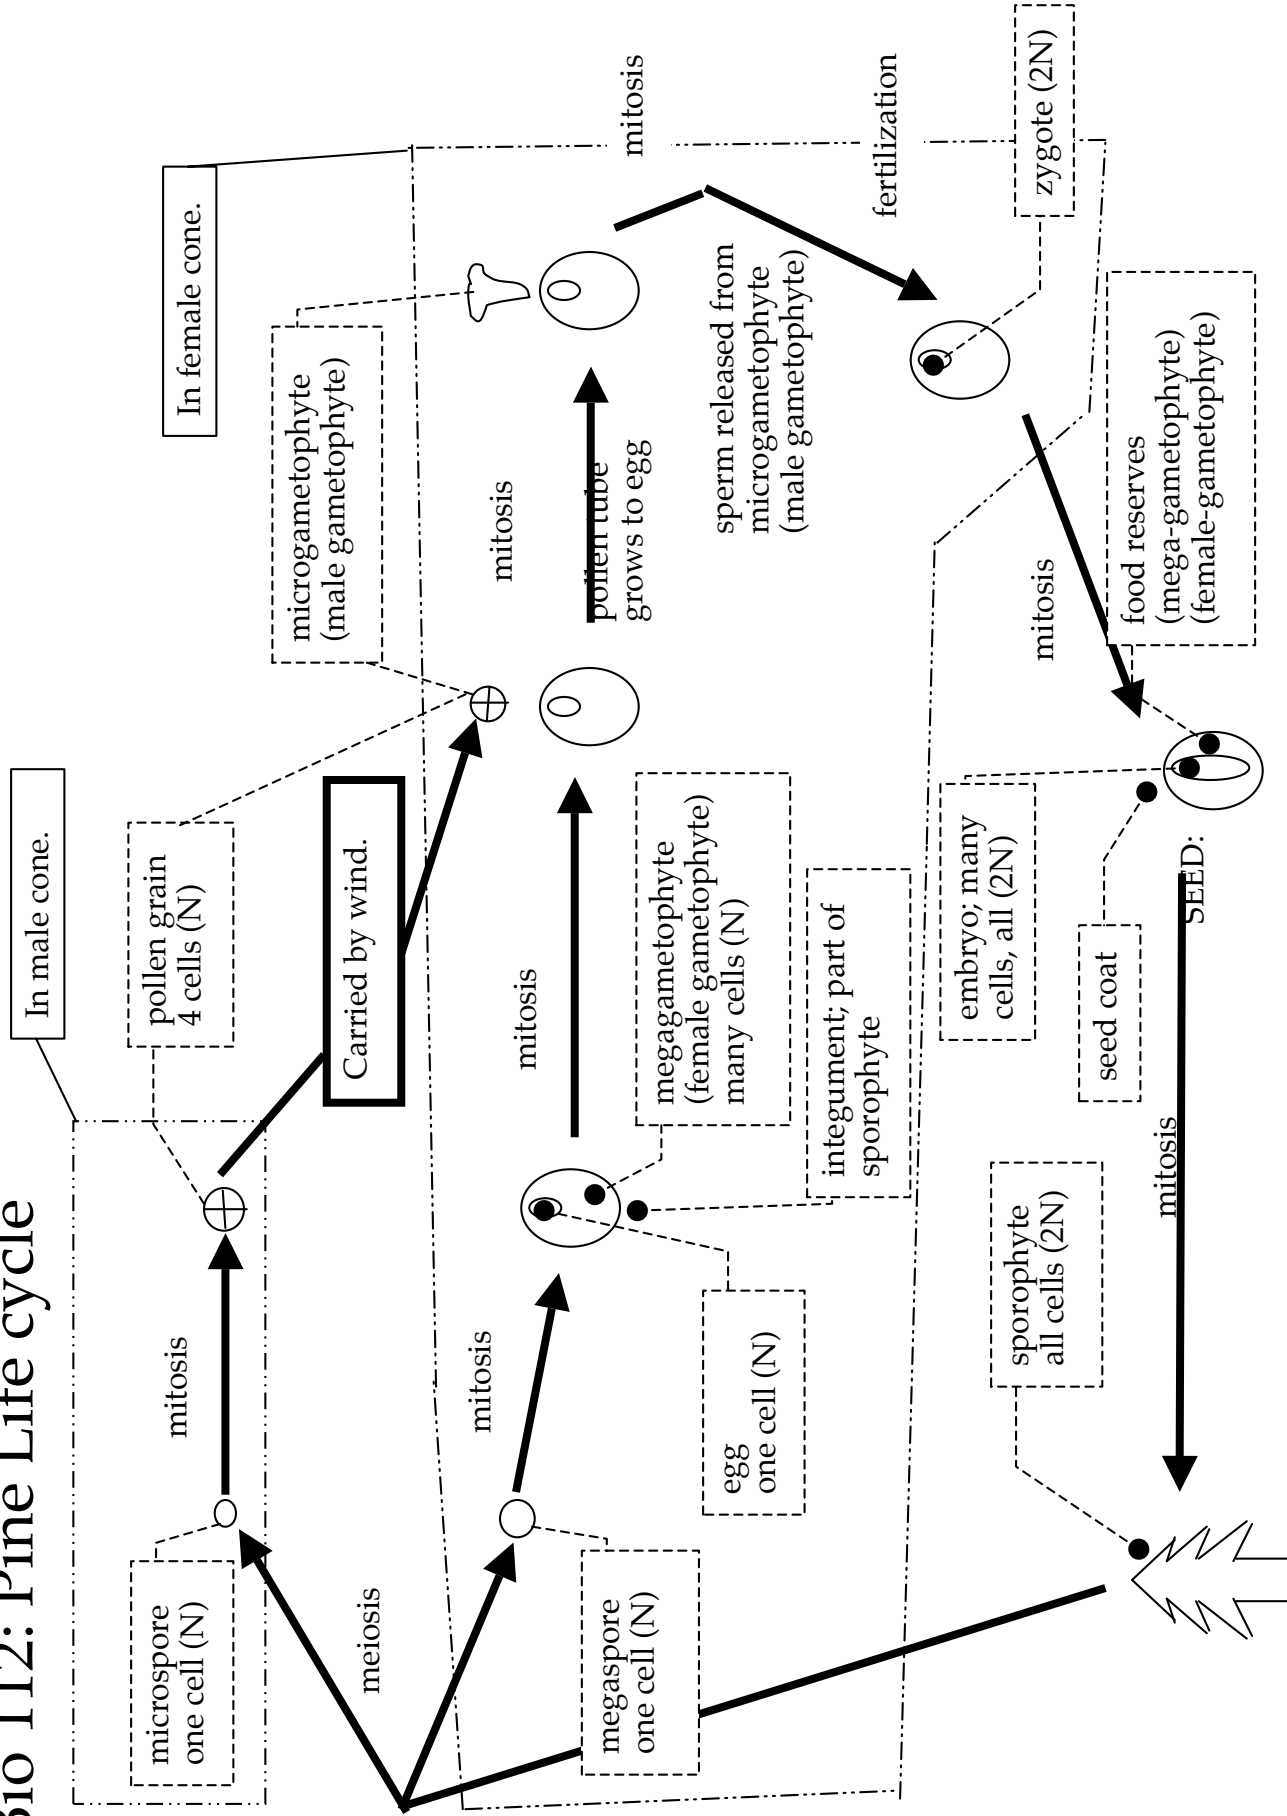 Bio 112: Pine Life cycle
In male cone.
microspore
one cell (N)
mitosis
pollen grain
4 cells (N)
In female cone.
meiosis
Carried by wind.
microgametophyte
(male gametophyte)
mitosis
mitosis
mitosis
pollen tube
grows to egg
mitosis
megaspore
one cell (N)
egg
one cell (N)
megagametophyte
(female gametophyte)
many cells (N)
sperm released from
microgametophyte
(male gametophyte)
integument; part of
sporophyte
fertilization
zygote (2N)
sporophyte
all cells (2N)
embryo; many
cells, all (2N)
mitosis
seed coat
food reserves
(mega-gametophyte)
(female-gametophyte)
mitosis
SEED: